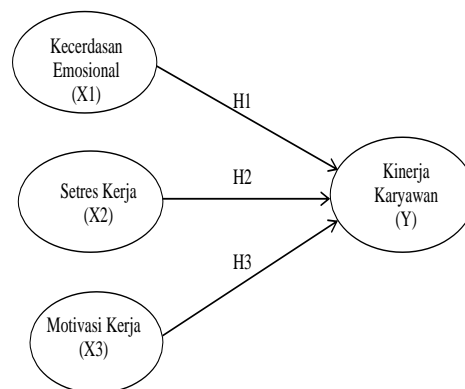 Kecerdasan
Emosional
(X1)
H1
Setres Kerja
(X2)
H2
Kinerja
Karyawan
(Y)
H3
Motivasi Kerja
(X3)